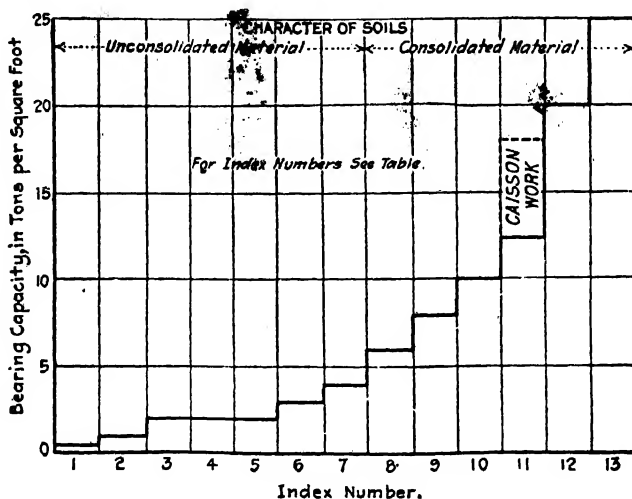 CHARACTER OF SOILS
Unconsolidated Material
Consolidated Material
For Index Numbers See Table.
CAISSON
WORK
Bearing Capacity, in Tons per Square Foot
25
20
15
10
5
0
1 2 3 4 5 6 7 8 9 10 11 12 13
Index Number.